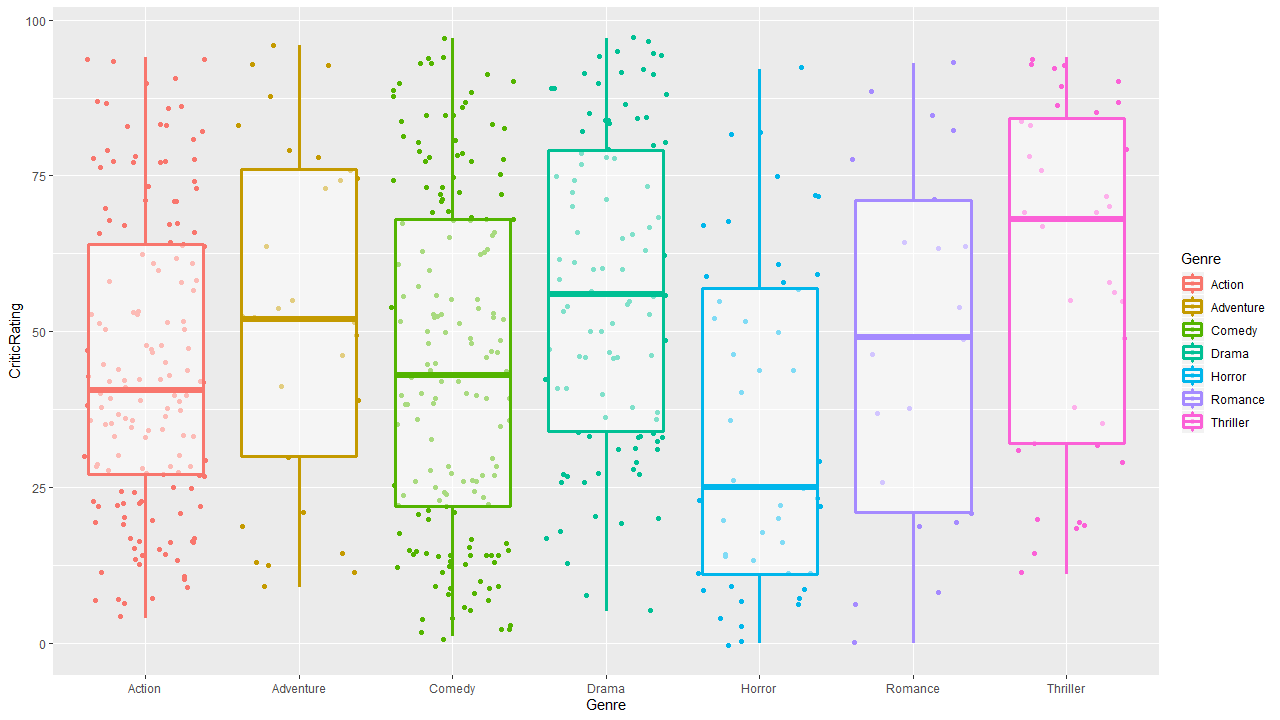 100
75
50
25
0
CriticRating
Action Adventure Comedy Drama Horror Romance Thriller
Genre
Genre
Action
Adventure
Comedy
Drama
Horror
Romance
Thriller